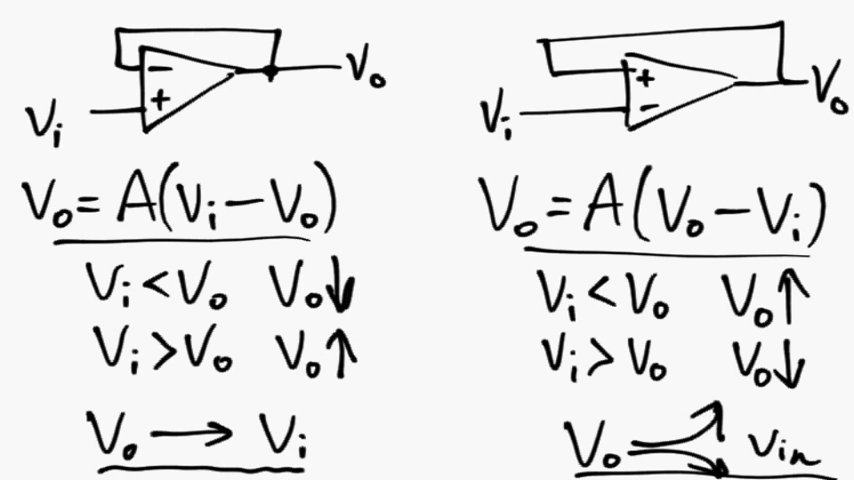 − + Vi Vo
Vo = A(Vi − Vo)
Vi < Vo Vo↓
Vi > Vo Vo↑
Vo → Vi
+ − Vi Vo
Vo = A(Vo − Vi)
Vi < Vo Vo↑
Vi > Vo Vo↓
Vo Vin